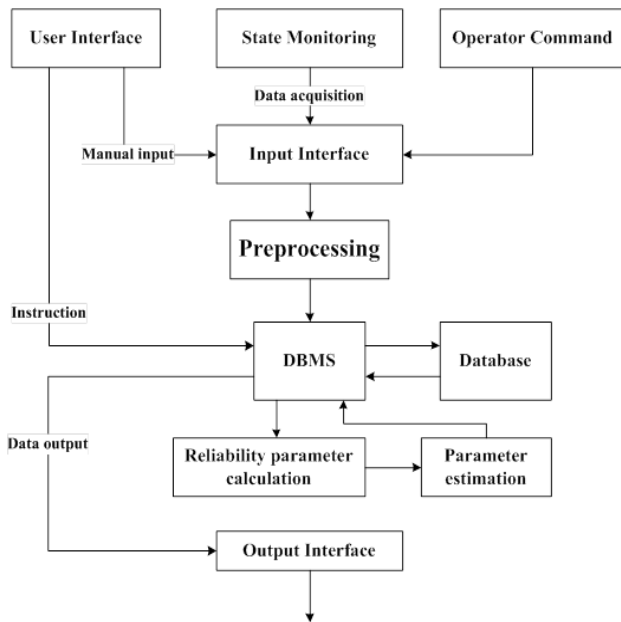 User Interface
State Monitoring
Operator Command
Data acquisition
Manual input
Input Interface
Preprocessing
Instruction
DBMS
Database
Data output
Reliability parameter
calculation
Parameter
estimation
Output Interface